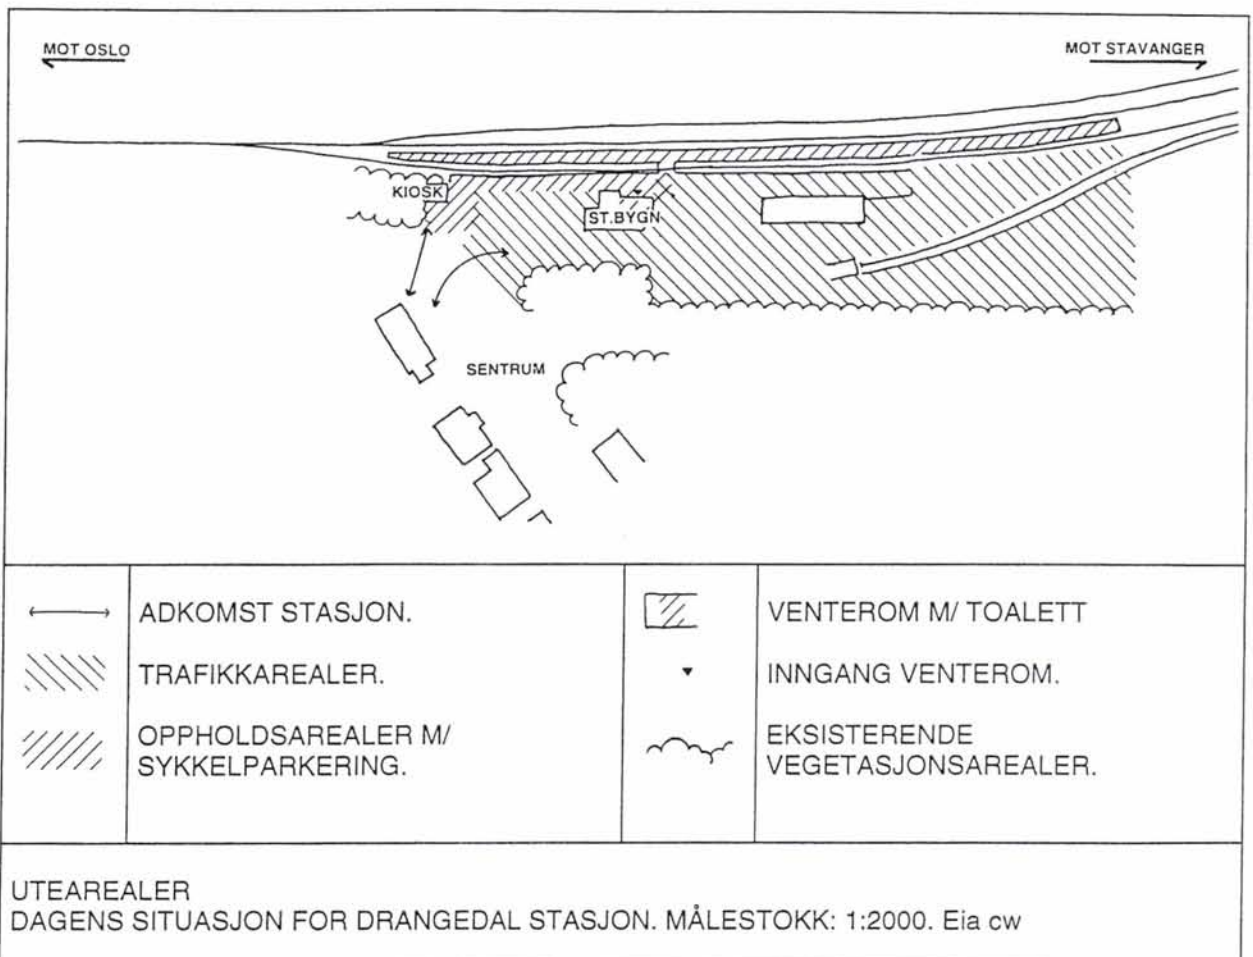 MOT OSLO
MOT STAVANGER
KIOSK
ST.BYGN
SENTRUM
ADKOMST STASJON.
TRAFIKKAREALER.
OPPHOLDSAREALER M/
SYKKELPARKERING.
VENTEROM M/ TOALETT
INNGANG VENTEROM.
EKSISTERENDE
VEGETASJONSAREALER.
UTEAREALER
DAGENS SITUASJON FOR DRANGEDAL STASJON. MÅLESTOKK: 1:2000. Eia cw